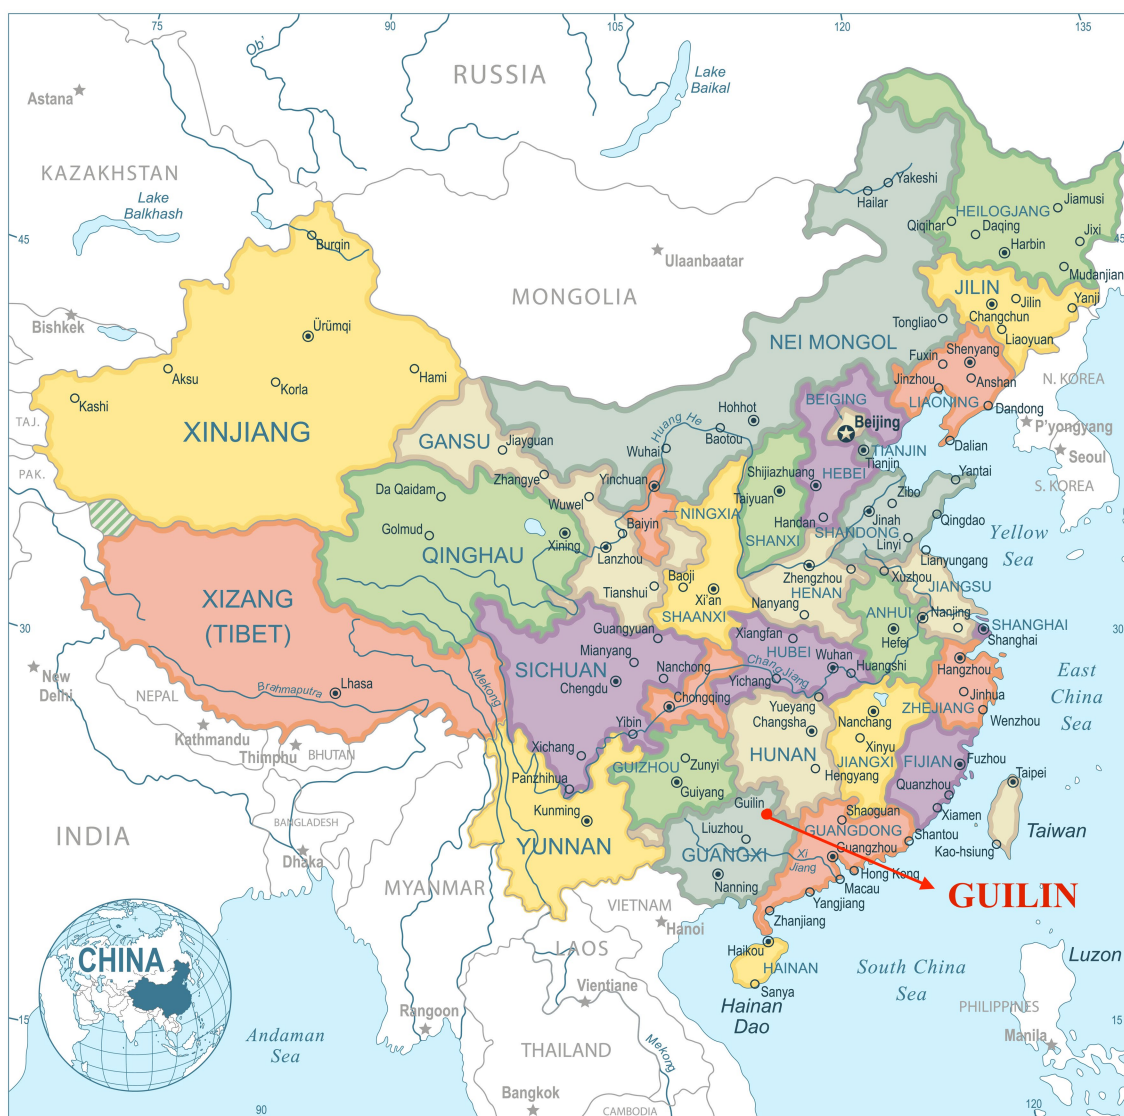 75
90
105
120
135
Ob'
RUSSIA
Lake
Baikal
Astana
KAZAKHSTAN
Lake
Balkhash
Yakeshi
Hailar
HEILOGJANG
Jiamusi
Qiqihar
Daqing
Jixi
Harbin
45
45
Burqin
Ulaanbaatar
Mudanjian
MONGOLIA
JILIN
Jilin
Yanji
Changchun
Bishkek
Ürümqi
Tongliao
Liaoyuan
NEI MONGOL
Shenyang
Fuxin
Aksu
Korla
Hami
Jinzhou
Anshan
N. KOREA
Kashi
BEIGING
LIAONING
Dandong
TAJ.
XINJIANG
GANSU
Jiayguan
Huang He
Hohhot
Baotou
Beijing
P'yongyang
Wuhai
TIANJIN
Dalian
Seoul
PAK.
Zhangye
Yinchuan
Shijiazhuang
HEBEI
Tianjin
Yantai
S. KOREA
Da Qaidam
Wuwel
Taiyuan
Zibo
NINGXIA
Golmud
Baiyin
Handan
SHANDONG
Jinah
Qingdao
Yellow
Sea
QINGHAU
Xining
Lanzhou
SHANXI
Linyi
Lianyungang
XIZANG
(TIBET)
Tianshui
Baoji
Xi'an
Zhengzhou
HENAN
Xuzhou
JIANGSU
SHAANXI
Nanyang
ANHUI
Nanjing
30
30
Guangyuan
Xiangfan
HUBEI
Hefei
SHANGHAI
Shanghai
New
Delhi
Mianyang
SICHUAN
Chengdu
Nanchong
Chang Jiang
Wuhan
Huangshi
Hangzhou
East
China
Sea
NEPAL
Brahmaputra
Lhasa
Mekong
Yichang
Chongqing
Yueyang
Jinhua
ZHEJIANG
Kathmandu
Thimphu
BHUTAN
Yibin
Changsha
Nanchang
Wenzhou
Xichang
HUNAN
Xinyu
JIANGXI
FIJIAN
Fuzhou
GUIZHOU
Zunyi
Panzhihua
Guiyang
Hengyang
Quanzhou
Taipei
Kunming
Guilin
Shaoguan
Xiamen
BANGLADESH
INDIA
YUNNAN
Liuzhou
GUANGDONG
Shantou
Taiwan
Dhaka
GUANGXI
Xi
Jiang
Guangzhou
Kao-hsiung
MYANMAR
Nanning
Hong Kong
Macau
GUILIN
VIETNAM
Yangjiang
Hanoi
Zhanjiang
LAOS
Haikou
HAINAN
Luzon
CHINA
South China
Sea
Vientiane
Sanya
Hainan
Dao
PHILIPPINES
Rangoon
15
15
Andaman
Sea
Manila
THAILAND
Mekong
Bangkok
CAMBODIA
90
120